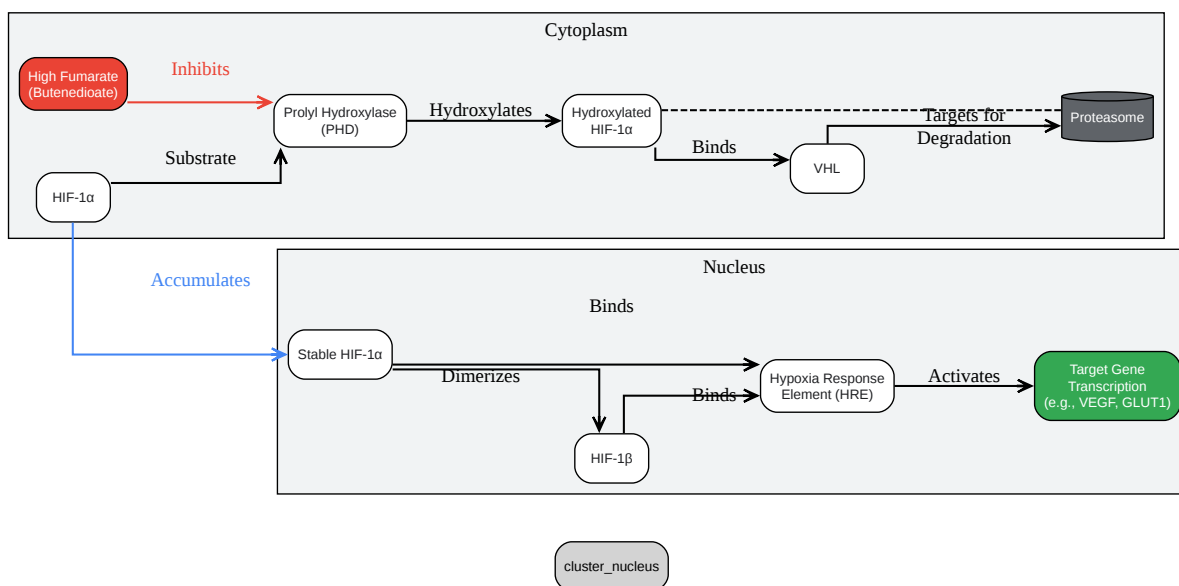 Cytoplasm
High Fumarate
(Butenedioate)
Inhibits
Prolyl Hydroxylase
(PHD)
Hydroxylates
Hydroxylated
HIF-1α
Targets for
Degradation
Proteasome
Substrate
Binds
VHL
HIF-1α
Accumulates
Nucleus
Binds
Stable HIF-1α
Dimerizes
Binds
Hypoxia Response
Element (HRE)
Activates
Target Gene
Transcription
(e.g., VEGF, GLUT1)
HIF-1β
cluster_nucleus